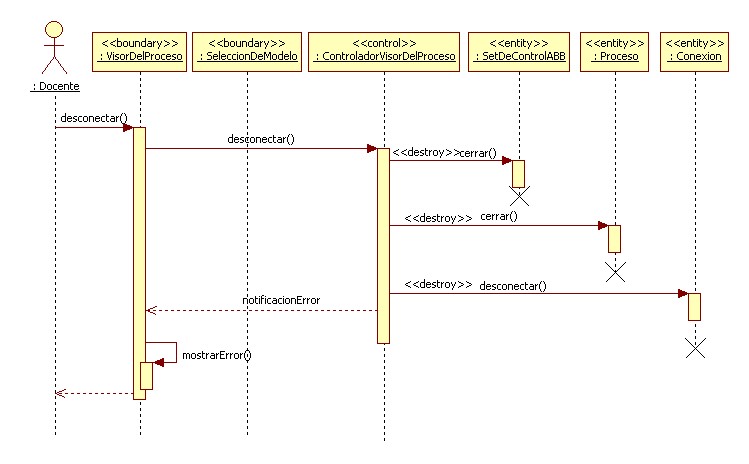 <<boundary>> <<boundary>> <<control>> <<entity>> <<entity>> <<entity>>
: VisorDelProceso : SeleccionDeModelo : ControladorVisorDelProceso : SetDeControlABB : Proceso : Conexion
: Docente
desconectar()
desconectar()
<<destroy>> cerrar()
<<destroy>> cerrar()
<<destroy>> desconectar()
notificacionError
mostrarError()